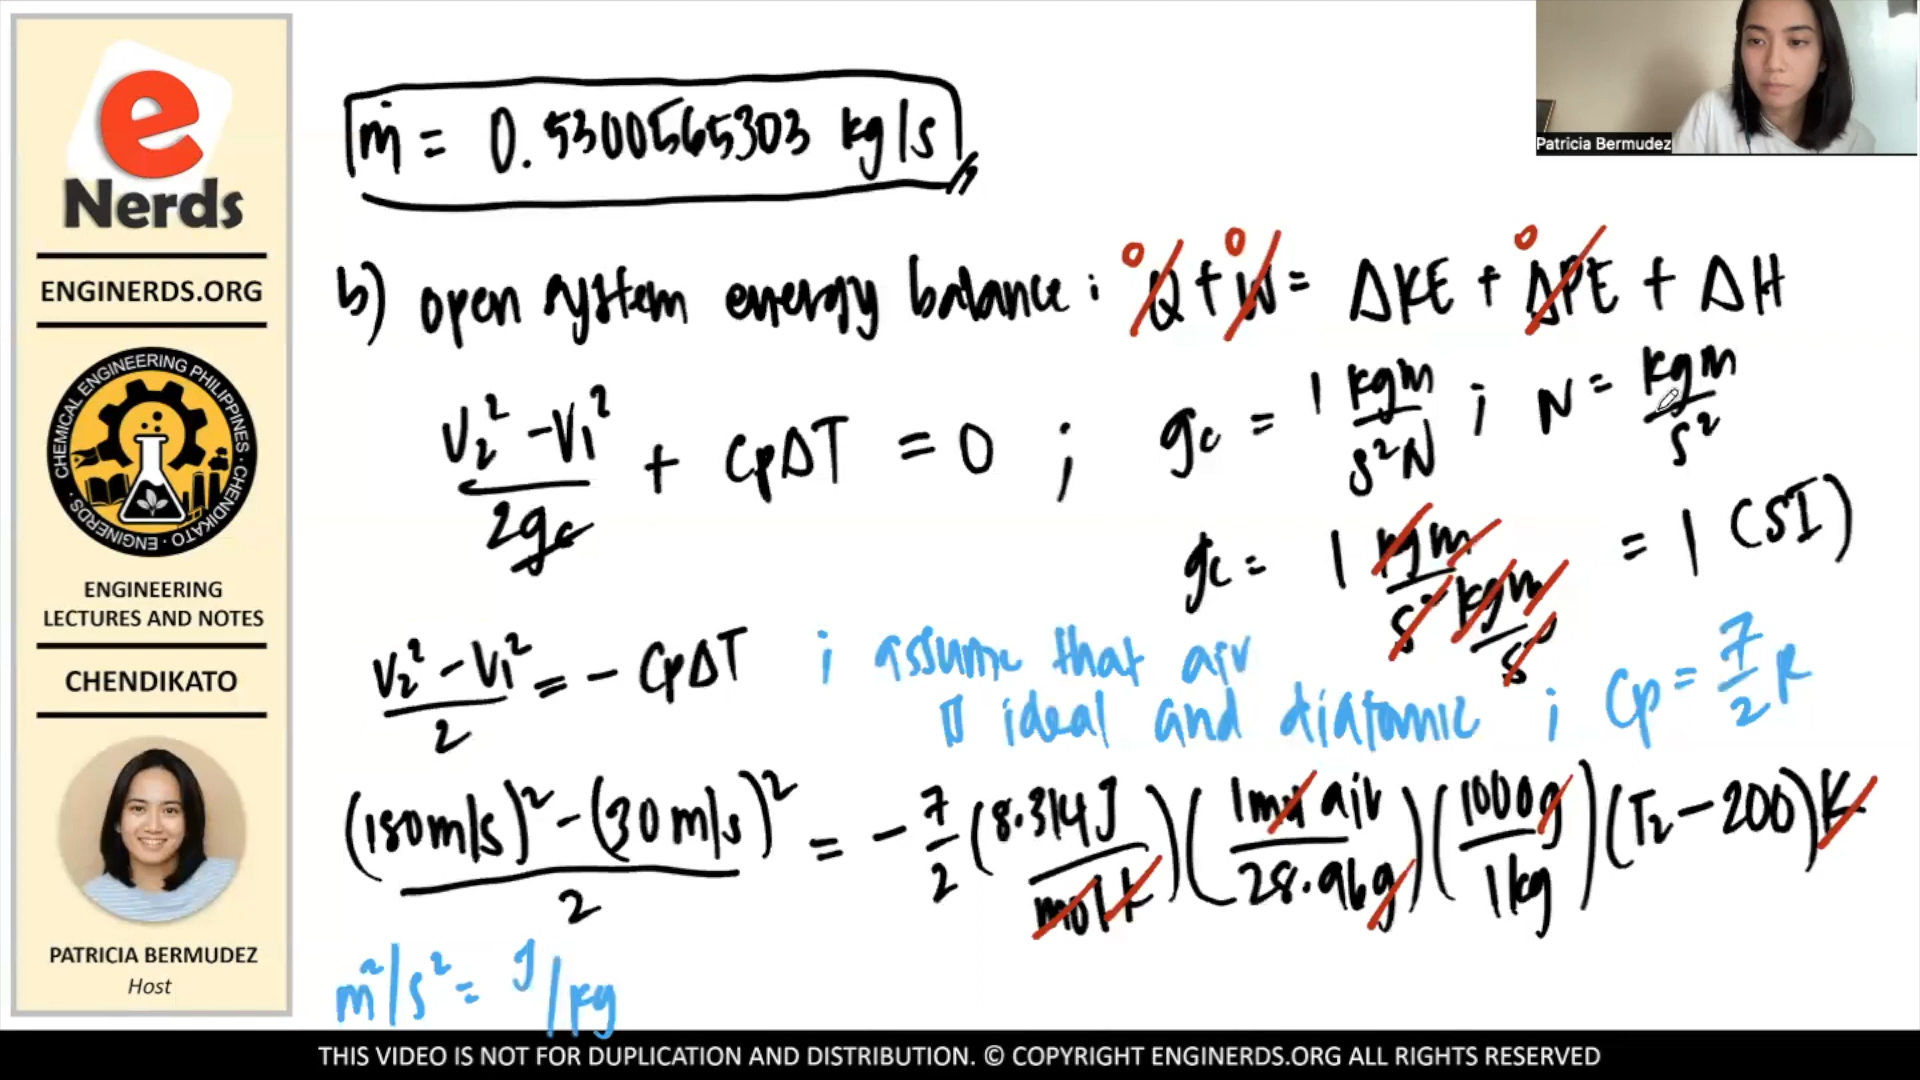 e
Nerds
ENGINERDS.ORG
CHEMICAL ENGINEERING PHILIPPINES
CHENDIKATO · ENGINERDS
ENGINEERING
LECTURES AND NOTES
CHENDIKATO
PATRICIA BERMUDEZ
Host
Patricia Bermudez
ṁ = 0.5300565303 kg/s
b) open system energy balance : Q + W = ΔKE + ΔPE + ΔH
0 0 0
(V₂² - V₁²)/2gc + CpΔT = 0 ; gc = 1 kgm/s²N ; N = kgm/s²
gc = 1 kgm/s² kgm/s² = 1 (SI)
(V₂² - V₁²)/2 = - CpΔT ; assume that air
is ideal and diatomic ; Cp = 7/2 R
((180 m/s)² - (30 m/s)²)/2 = - 7/2 (8.314 J/mol K) (1 mol air/28.96 g) (1000 g/1 kg) (T₂ - 200) K
m²/s² = J/kg
THIS VIDEO IS NOT FOR DUPLICATION AND DISTRIBUTION. © COPYRIGHT ENGINERDS.ORG ALL RIGHTS RESERVED